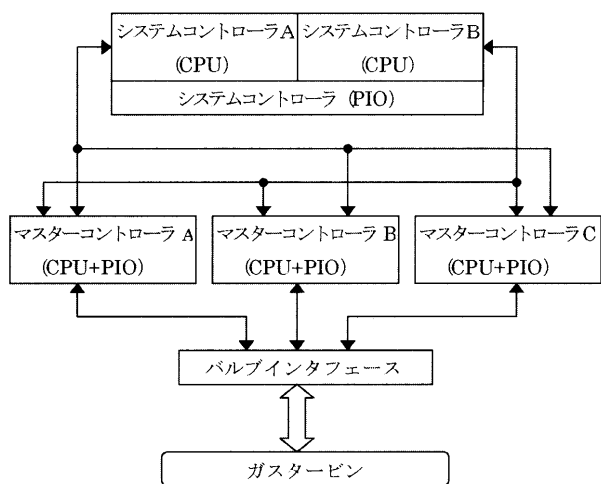 システムコントローラA
(CPU)
システムコントローラB
(CPU)
システムコントローラ (PIO)
マスターコントローラ A
(CPU+PIO)
マスターコントローラ B
(CPU+PIO)
マスターコントローラ C
(CPU+PIO)
バルブインタフェース
ガスタービン